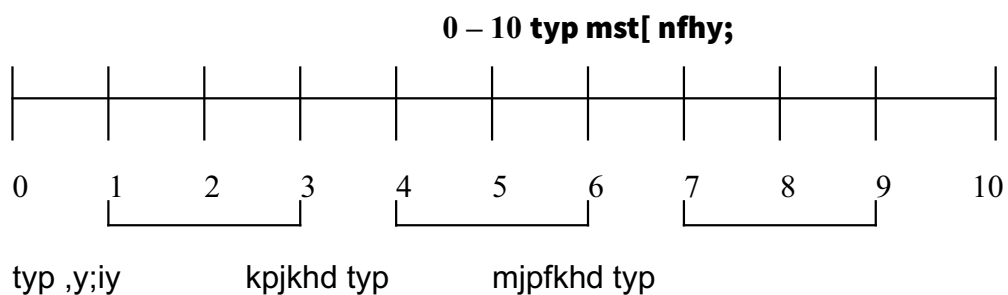 0 – 10 typ mst[ nfhy;
0 1 2 3 4 5 6 7 8 9 10
typ ,y;iy kpjkhd typ mjpfkhd typ